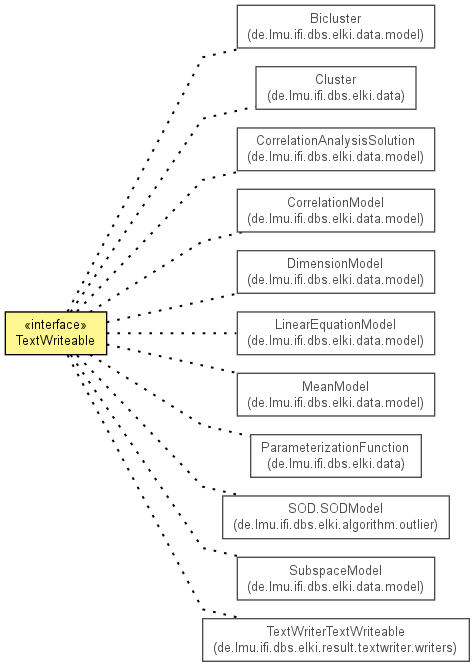 Bicluster
(de.lmu.ifi.dbs.elki.data.model)
Cluster
(de.lmu.ifi.dbs.elki.data)
CorrelationAnalysisSolution
(de.lmu.ifi.dbs.elki.data.model)
CorrelationModel
(de.lmu.ifi.dbs.elki.data.model)
DimensionModel
(de.lmu.ifi.dbs.elki.data.model)
«interface»
TextWriteable
LinearEquationModel
(de.lmu.ifi.dbs.elki.data.model)
MeanModel
(de.lmu.ifi.dbs.elki.data.model)
ParameterizationFunction
(de.lmu.ifi.dbs.elki.data)
SOD.SODModel
(de.lmu.ifi.dbs.elki.algorithm.outlier)
SubspaceModel
(de.lmu.ifi.dbs.elki.data.model)
TextWriterTextWriteable
(de.lmu.ifi.dbs.elki.result.textwriter.writers)